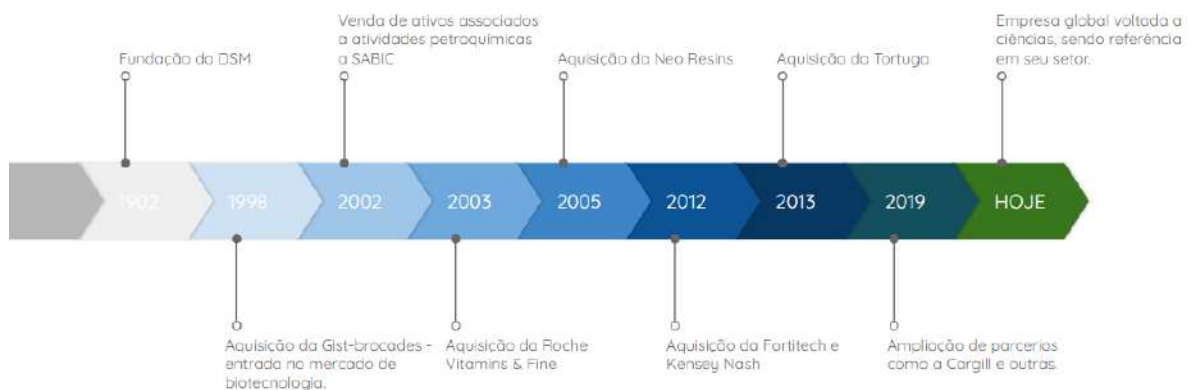 Fundação da DSM
Venda de ativos associados
a atividades petroquímicas
a SABIC
Aquisição da Neo Resins
Aquisição da Tortuga
Empresa global voltada a
ciências, sendo referência
em seu setor.
1902
1998
2002
2003
2005
2012
2013
2019
HOJE
Aquisição da Gist-brocades -
entrada no mercado de
biotecnologia.
Aquisição da Roche
Vitamins & Fine
Aquisição da Fortitech e
Kensey Nash
Ampliação de parcerias
como a Cargill e outras.